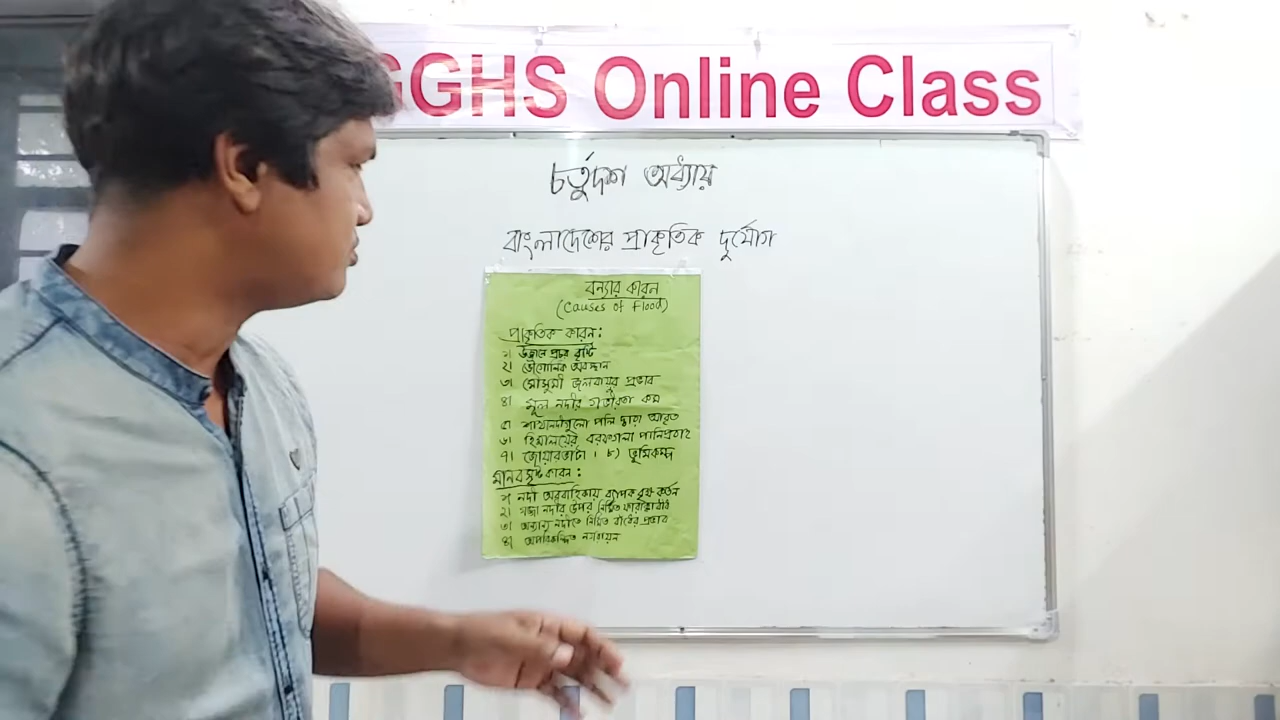 GGHS Online Class
চর্তুদশ অধ্যায়
বাংলাদেশের প্রাকৃতিক দুর্যোগ
বন্যার কারন
(Causes of Flood)
প্রাকৃতিক কারন:
১। উজানে প্রচুর বৃষ্টি
২। ভৌগোলিক অবস্থান
৩। মৌসুমী জলবায়ুর প্রভাব
৪। মূল নদীর গভীরতা কম
৫। শাখানদীগুলো পলি দ্বারা আবৃত
৬। হিমালয়ের বরফগলা পানিপ্রবাহ
৭। জোয়ারভাটা। ৮) ভূমিকম্প
মানবসৃষ্ট কারন:
১। নদী অববাহিকায় ব্যাপক বৃক্ষ কর্তন
২। গঙ্গা নদীর উপর নির্মিত ফারাক্কাবাঁধ
৩। অন্যান্য নদীতে নির্মিত বাঁধের প্রভাব
৪। অপরিকল্পিত নগরায়ন